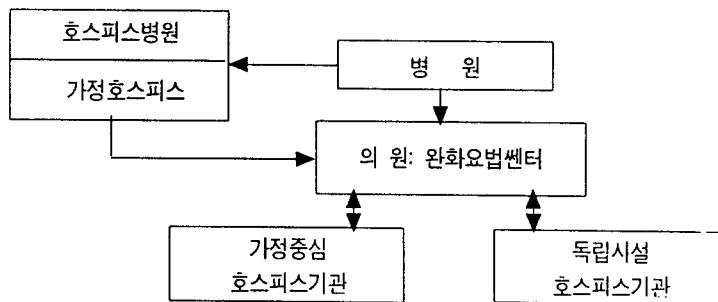 호스피스병원
가정호스피스
병 원
의 원: 완화요법쎈터
가정중심
호스피스기관
독립시설
호스피스기관